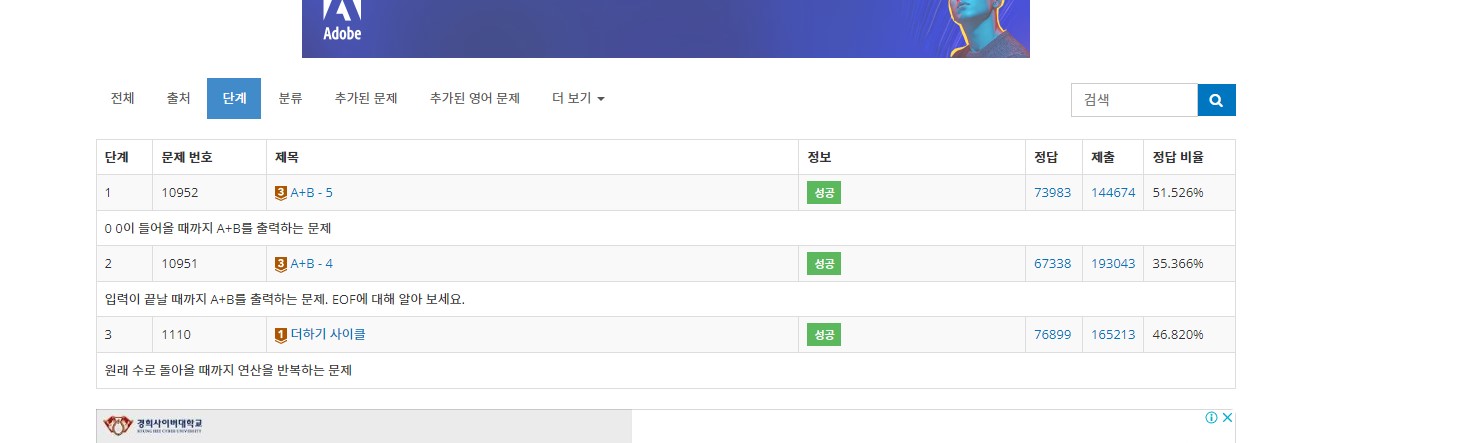 Adobe
전체 출처 단계 분류 추가된 문제 추가된 영어 문제 더 보기 검색
단계 문제 번호 제목 정보 정답 제출 정답 비율
1 10952 3 A+B - 5 성공 73983 144674 51.526%
0 0이 들어올 때까지 A+B를 출력하는 문제
2 10951 3 A+B - 4 성공 67338 193043 35.366%
입력이 끝날 때까지 A+B를 출력하는 문제. EOF에 대해 알아 보세요.
3 1110 1 더하기 사이클 성공 76899 165213 46.820%
원래 수로 돌아올 때까지 연산을 반복하는 문제
경희사이버대학교
KYUNG HEE CYBER UNIVERSITY